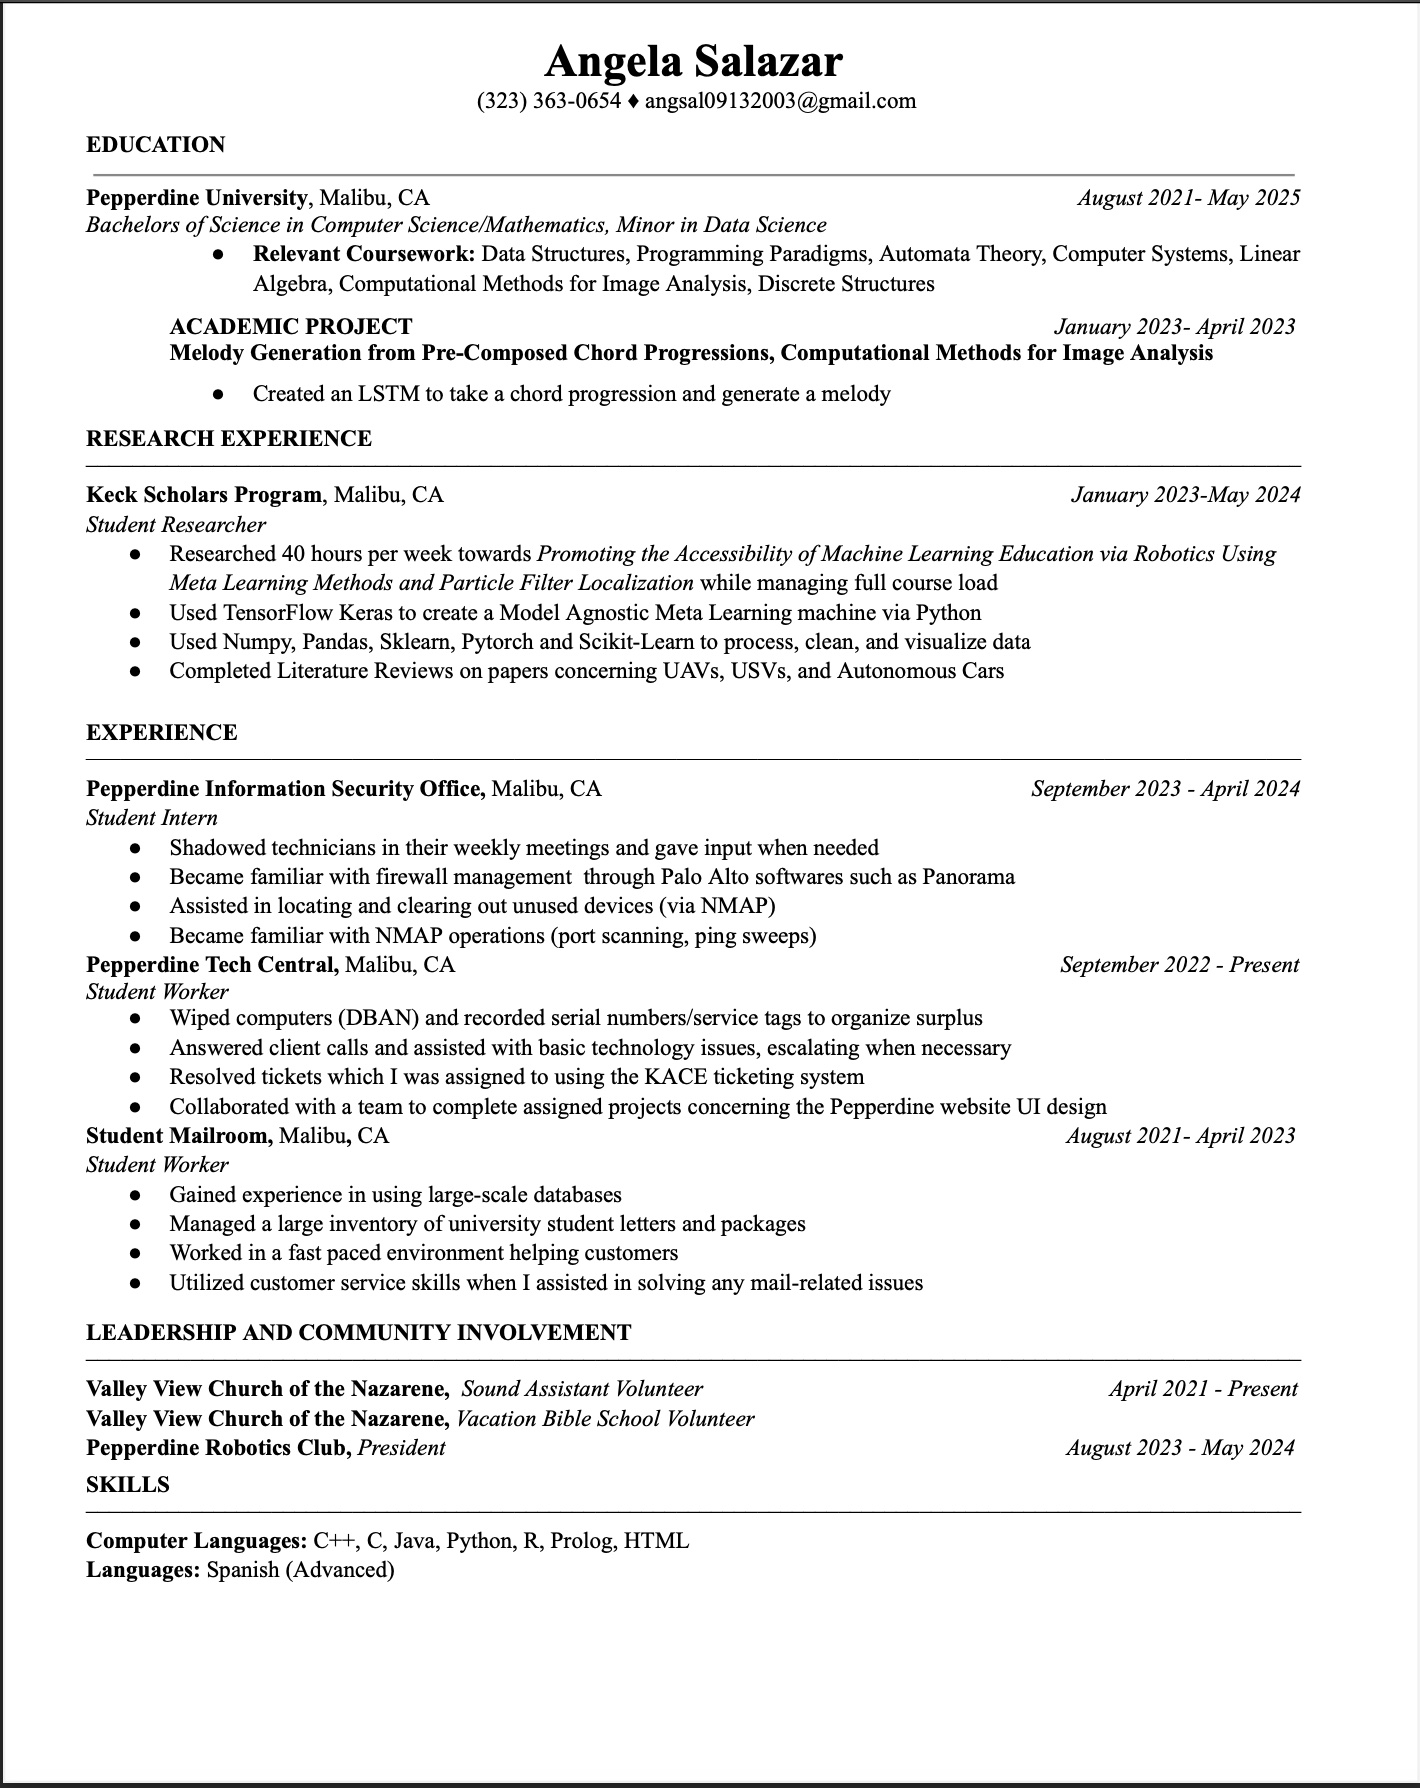 Angela Salazar
(323) 363-0654 ♦ angsal09132003@gmail.com
EDUCATION
Pepperdine University, Malibu, CA August 2021- May 2025
Bachelors of Science in Computer Science/Mathematics, Minor in Data Science
● Relevant Coursework: Data Structures, Programming Paradigms, Automata Theory, Computer Systems, Linear
Algebra, Computational Methods for Image Analysis, Discrete Structures
ACADEMIC PROJECT January 2023- April 2023
Melody Generation from Pre-Composed Chord Progressions, Computational Methods for Image Analysis
● Created an LSTM to take a chord progression and generate a melody
RESEARCH EXPERIENCE
Keck Scholars Program, Malibu, CA January 2023-May 2024
Student Researcher
● Researched 40 hours per week towards Promoting the Accessibility of Machine Learning Education via Robotics Using
Meta Learning Methods and Particle Filter Localization while managing full course load
● Used TensorFlow Keras to create a Model Agnostic Meta Learning machine via Python
● Used Numpy, Pandas, Sklearn, Pytorch and Scikit-Learn to process, clean, and visualize data
● Completed Literature Reviews on papers concerning UAVs, USVs, and Autonomous Cars
EXPERIENCE
Pepperdine Information Security Office, Malibu, CA September 2023 - April 2024
Student Intern
● Shadowed technicians in their weekly meetings and gave input when needed
● Became familiar with firewall management  through Palo Alto softwares such as Panorama
● Assisted in locating and clearing out unused devices (via NMAP)
● Became familiar with NMAP operations (port scanning, ping sweeps)
Pepperdine Tech Central, Malibu, CA September 2022 - Present
Student Worker
● Wiped computers (DBAN) and recorded serial numbers/service tags to organize surplus
● Answered client calls and assisted with basic technology issues, escalating when necessary
● Resolved tickets which I was assigned to using the KACE ticketing system
● Collaborated with a team to complete assigned projects concerning the Pepperdine website UI design
Student Mailroom, Malibu, CA August 2021- April 2023
Student Worker
● Gained experience in using large-scale databases
● Managed a large inventory of university student letters and packages
● Worked in a fast paced environment helping customers
● Utilized customer service skills when I assisted in solving any mail-related issues
LEADERSHIP AND COMMUNITY INVOLVEMENT
Valley View Church of the Nazarene,  Sound Assistant Volunteer April 2021 - Present
Valley View Church of the Nazarene, Vacation Bible School Volunteer
Pepperdine Robotics Club, President August 2023 - May 2024
SKILLS
Computer Languages: C++, C, Java, Python, R, Prolog, HTML
Languages: Spanish (Advanced)